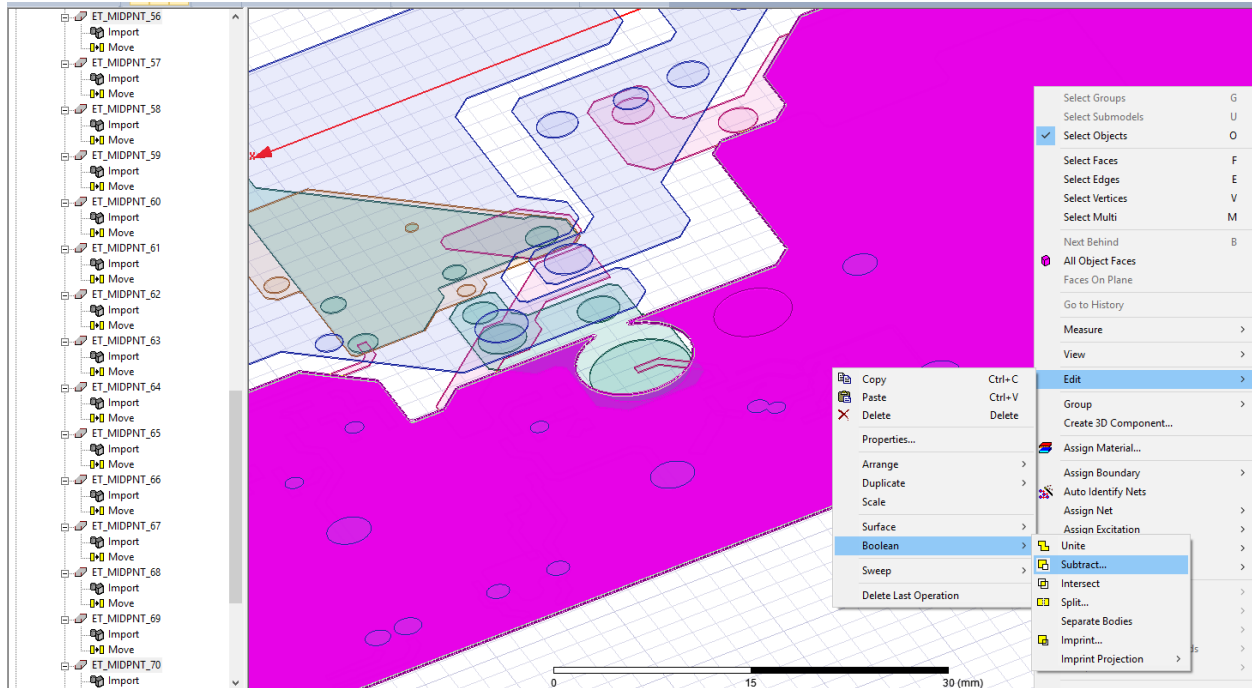 ET_MIDPNT_56
Import
Move
ET_MIDPNT_57
Import
Move
ET_MIDPNT_58
Import
Move
ET_MIDPNT_59
Import
Move
ET_MIDPNT_60
Import
Move
ET_MIDPNT_61
Import
Move
ET_MIDPNT_62
Import
Move
ET_MIDPNT_63
Import
Move
ET_MIDPNT_64
Import
Move
ET_MIDPNT_65
Import
Move
ET_MIDPNT_66
Import
Move
ET_MIDPNT_67
Import
Move
ET_MIDPNT_68
Import
Move
ET_MIDPNT_69
Import
Move
ET_MIDPNT_70
Import
X
0 15 30 (mm)
Copy Ctrl+C
Paste Ctrl+V
Delete Delete
Properties...
Arrange
Duplicate
Scale
Surface
Boolean
Sweep
Delete Last Operation
Select Groups G
Select Submodels U
Select Objects O
Select Faces F
Select Edges E
Select Vertices V
Select Multi M
Next Behind B
All Object Faces
Faces On Plane
Go to History
Measure
View
Edit
Group
Create 3D Component...
Assign Material...
Assign Boundary
Auto Identify Nets
Assign Net
Assign Excitation
Unite
Subtract...
Intersect
Split...
Separate Bodies
Imprint...
Imprint Projection